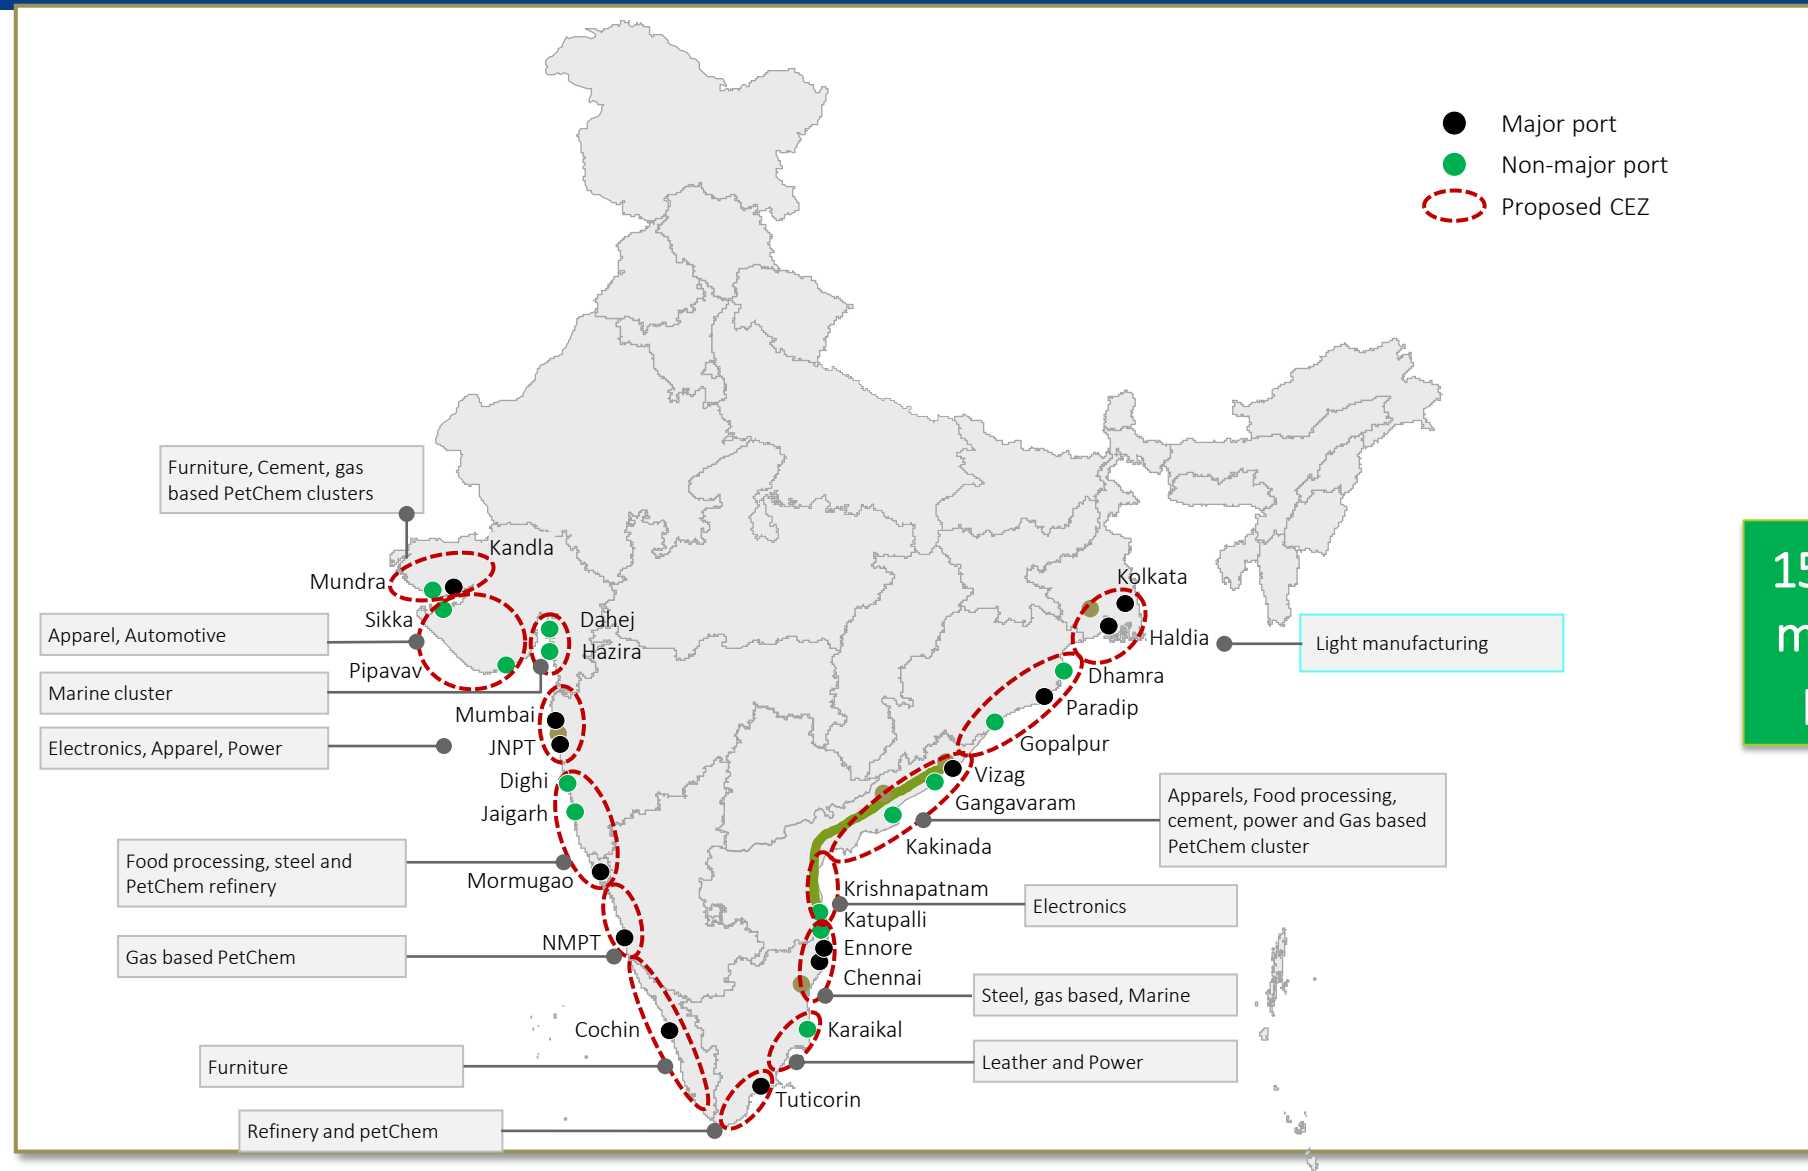 Major port
Non-major port
Proposed CEZ
Furniture, Cement, gas
based PetChem clusters
Kandla
Mundra
Sikka
Apparel, Automotive
Pipavav
Dahej
Hazira
Marine cluster
Mumbai
JNPT
Electronics, Apparel, Power
Dighi
Jaigarh
Food processing, steel and
PetChem refinery
Mormugao
NMPT
Gas based PetChem
Cochin
Furniture
Refinery and petChem
Kolkata
Haldia
Light manufacturing
Dhamra
Paradip
Gopalpur
Vizag
Gangavaram
Kakinada
Apparels, Food processing,
cement, power and Gas based
PetChem cluster
Krishnapatnam
Katupalli
Electronics
Ennore
Chennai
Steel, gas based, Marine
Karaikal
Leather and Power
Tuticorin
15